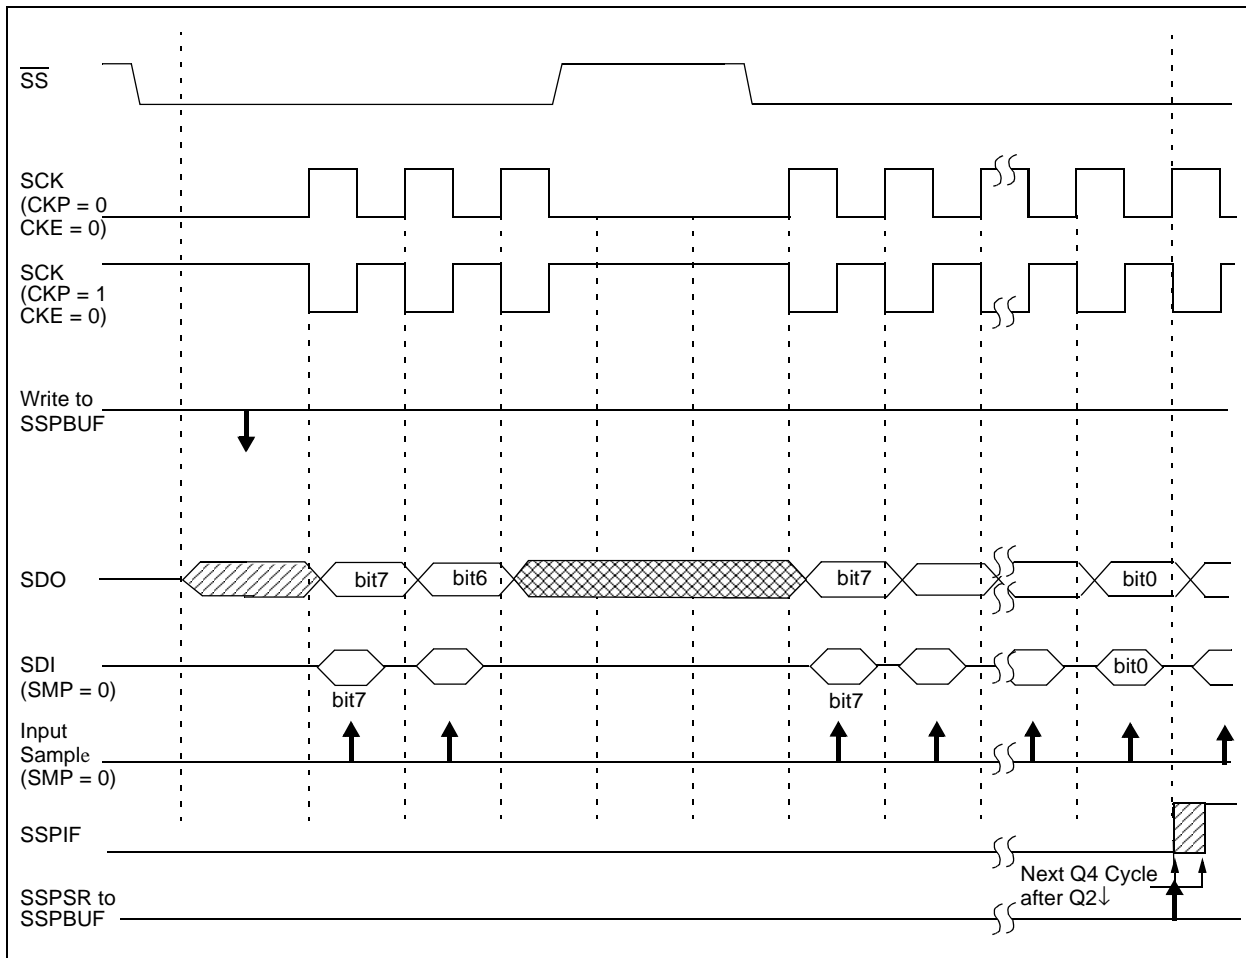 SS
SCK
(CKP = 0
CKE = 0)
SCK
(CKP = 1
CKE = 0)
Write to
SSPBUF
SDO
bit7
bit6
bit7
bit0
SDI
(SMP = 0)
bit7
bit7
bit0
Input
Sample
(SMP = 0)
SSPIF
Next Q4 Cycle
after Q2↓
SSPSR to
SSPBUF